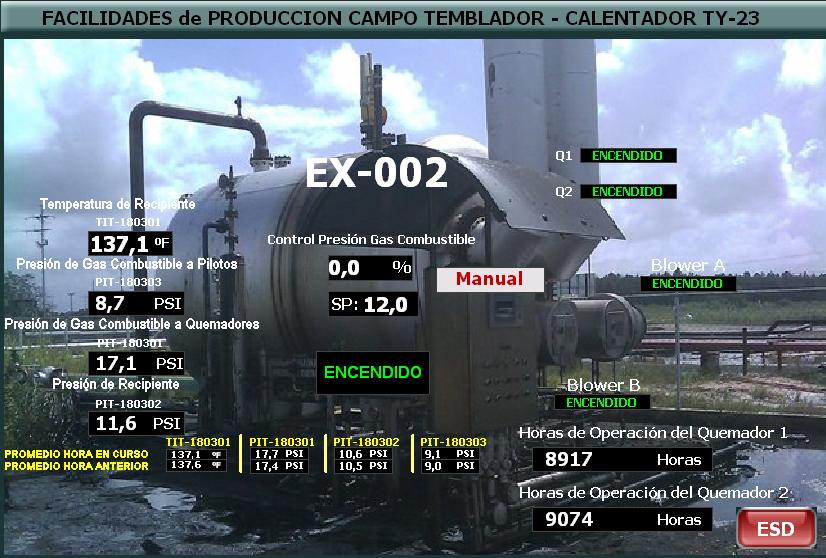 FACILIDADES de PRODUCCION CAMPO TEMBLADOR - CALENTADOR TY-23
EX-002
Q1 ENCENDIDO
Q2 ENCENDIDO
Temperatura de Recipiente
TIT-180301
137,1 ºF
Presión de Gas Combustible a Pilotos
PIT-180303
8,7 PSI
Presión de Gas Combustible a Quemadores
PIT-180301
17,1 PSI
Presión de Recipiente
PIT-180302
11,6 PSI
Control Presión Gas Combustible
0,0 %
Manual
SP: 12,0
ENCENDIDO
Blower A
ENCENDIDO
Blower B
ENCENDIDO
TIT-180301 PIT-180301 PIT-180302 PIT-180303
PROMEDIO HORA EN CURSO 137,1 ºF 17,7 PSI 10,6 PSI 9,1 PSI
PROMEDIO HORA ANTERIOR 137,6 ºF 17,4 PSI 10,5 PSI 9,0 PSI
Horas de Operación del Quemador 1
8917 Horas
Horas de Operación del Quemador 2
9074 Horas
ESD